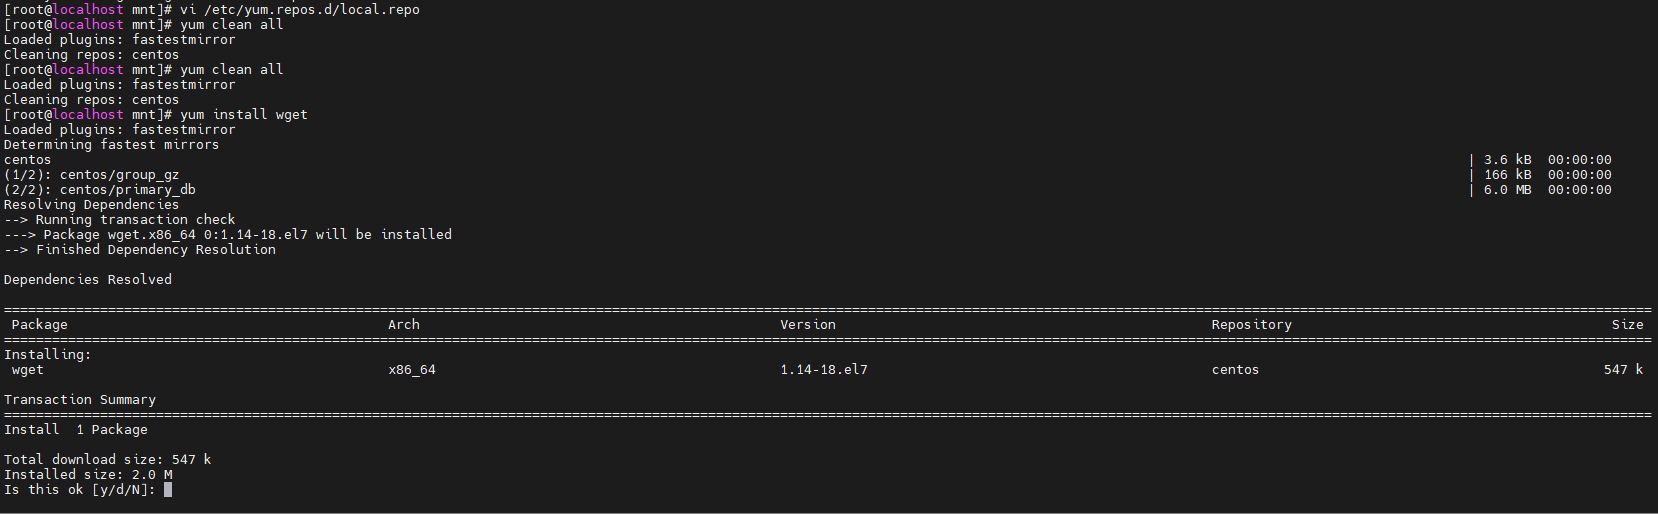 [root@localhost mnt]# vi /etc/yum.repos.d/local.repo
[root@localhost mnt]# yum clean all
Loaded plugins: fastestmirror
Cleaning repos: centos
[root@localhost mnt]# yum clean all
Loaded plugins: fastestmirror
Cleaning repos: centos
[root@localhost mnt]# yum install wget
Loaded plugins: fastestmirror
Determining fastest mirrors
centos | 3.6 kB 00:00:00
(1/2): centos/group_gz | 166 kB 00:00:00
(2/2): centos/primary_db | 6.0 MB 00:00:00
Resolving Dependencies
--> Running transaction check
---> Package wget.x86_64 0:1.14-18.el7 will be installed
--> Finished Dependency Resolution
Dependencies Resolved
Package Arch Version Repository Size
Installing:
wget x86_64 1.14-18.el7 centos 547 k
Transaction Summary
Install 1 Package
Total download size: 547 k
Installed size: 2.0 M
Is this ok [y/d/N]: